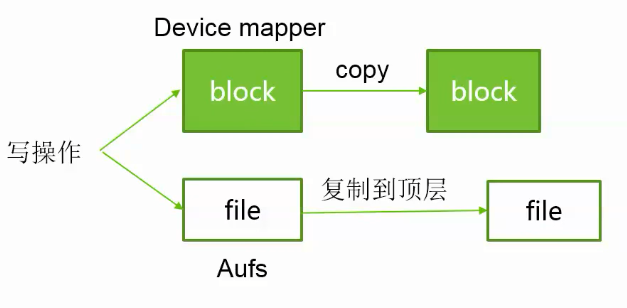 Device mapper
block
copy
block
写操作
file
复制到顶层
file
Aufs